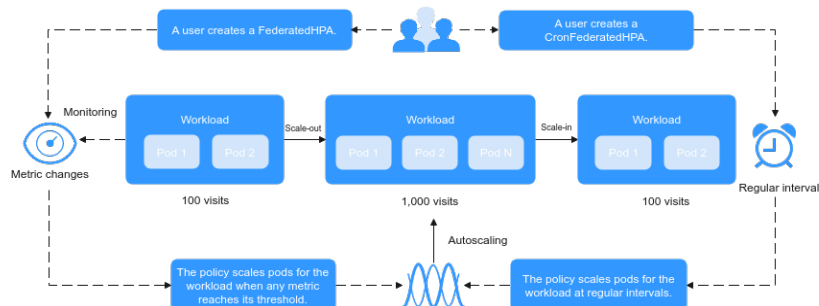 A user creates a FederatedHPA.
A user creates a
CronFederatedHPA.
Monitoring
Workload
Pod 1
Pod 2
Scale-out
Workload
Pod 1
Pod 2
Pod N
Scale-in
Workload
Pod 1
Pod 2
Metric changes
Regular interval
100 visits
1,000 visits
100 visits
Autoscaling
The policy scales pods for the
workload when any metric
reaches its threshold.
The policy scales pods for the
workload at regular intervals.